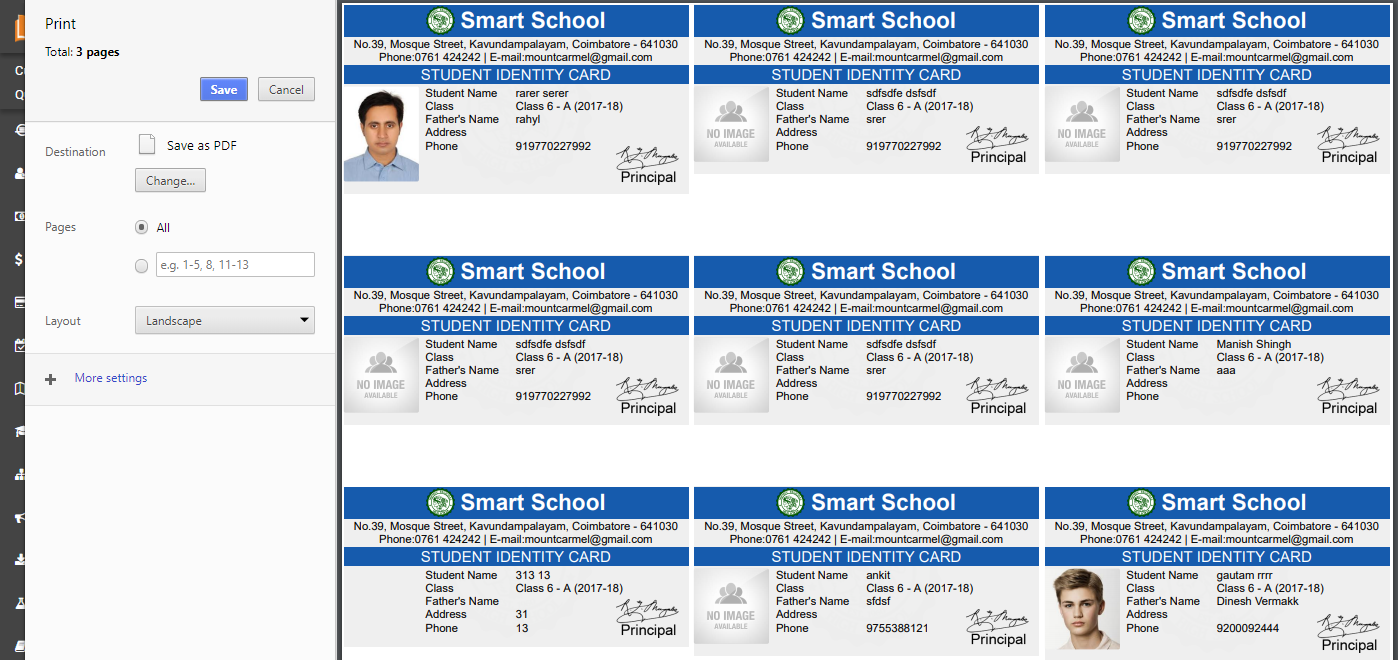 Print
Total: 3 pages
Save
Cancel
Destination
Save as PDF
Change...
Pages
All
e.g. 1-5, 8, 11-13
Layout
Landscape
More settings
Smart School
No.39, Mosque Street, Kavundampalayam, Coimbatore - 641030
Phone:0761 424242 | E-mail:mountcarmel@gmail.com
STUDENT IDENTITY CARD
Student Name rarer serer
Class Class 6 - A (2017-18)
Father's Name rahyl
Address
Phone 919770227992
Principal
Smart School
No.39, Mosque Street, Kavundampalayam, Coimbatore - 641030
Phone:0761 424242 | E-mail:mountcarmel@gmail.com
STUDENT IDENTITY CARD
NO IMAGE
AVAILABLE
Student Name sdfsdfe dsfsdf
Class Class 6 - A (2017-18)
Father's Name srer
Address
Phone 919770227992
Principal
Smart School
No.39, Mosque Street, Kavundampalayam, Coimbatore - 641030
Phone:0761 424242 | E-mail:mountcarmel@gmail.com
STUDENT IDENTITY CARD
NO IMAGE
AVAILABLE
Student Name sdfsdfe dsfsdf
Class Class 6 - A (2017-18)
Father's Name srer
Address
Phone 919770227992
Principal
Smart School
No.39, Mosque Street, Kavundampalayam, Coimbatore - 641030
Phone:0761 424242 | E-mail:mountcarmel@gmail.com
STUDENT IDENTITY CARD
NO IMAGE
AVAILABLE
Student Name sdfsdfe dsfsdf
Class Class 6 - A (2017-18)
Father's Name srer
Address
Phone 919770227992
Principal
Smart School
No.39, Mosque Street, Kavundampalayam, Coimbatore - 641030
Phone:0761 424242 | E-mail:mountcarmel@gmail.com
STUDENT IDENTITY CARD
NO IMAGE
AVAILABLE
Student Name sdfsdfe dsfsdf
Class Class 6 - A (2017-18)
Father's Name srer
Address
Phone 919770227992
Principal
Smart School
No.39, Mosque Street, Kavundampalayam, Coimbatore - 641030
Phone:0761 424242 | E-mail:mountcarmel@gmail.com
STUDENT IDENTITY CARD
NO IMAGE
AVAILABLE
Student Name Manish Shingh
Class Class 6 - A (2017-18)
Father's Name aaa
Address
Phone
Principal
Smart School
No.39, Mosque Street, Kavundampalayam, Coimbatore - 641030
Phone:0761 424242 | E-mail:mountcarmel@gmail.com
STUDENT IDENTITY CARD
Student Name 313 13
Class Class 6 - A (2017-18)
Father's Name
Address 31
Phone 13
Principal
Smart School
No.39, Mosque Street, Kavundampalayam, Coimbatore - 641030
Phone:0761 424242 | E-mail:mountcarmel@gmail.com
STUDENT IDENTITY CARD
NO IMAGE
AVAILABLE
Student Name ankit
Class Class 6 - A (2017-18)
Father's Name sfdsf
Address
Phone 9755388121
Principal
Smart School
No.39, Mosque Street, Kavundampalayam, Coimbatore - 641030
Phone:0761 424242 | E-mail:mountcarmel@gmail.com
STUDENT IDENTITY CARD
Student Name gautam rrrr
Class Class 6 - A (2017-18)
Father's Name Dinesh Vermakk
Address
Phone 9200092444
Principal